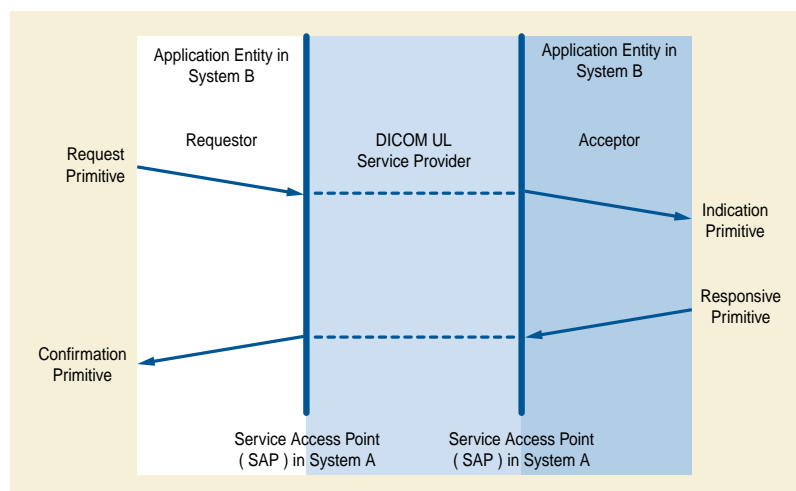 Application Entity in
System B
Application Entity in
System B
Requestor
DICOM UL
Service Provider
Acceptor
Request
Primitive
Indication
Primitive
Responsive
Primitive
Confirmation
Primitive
Service Access Point
( SAP ) in System A
Service Access Point
( SAP ) in System A